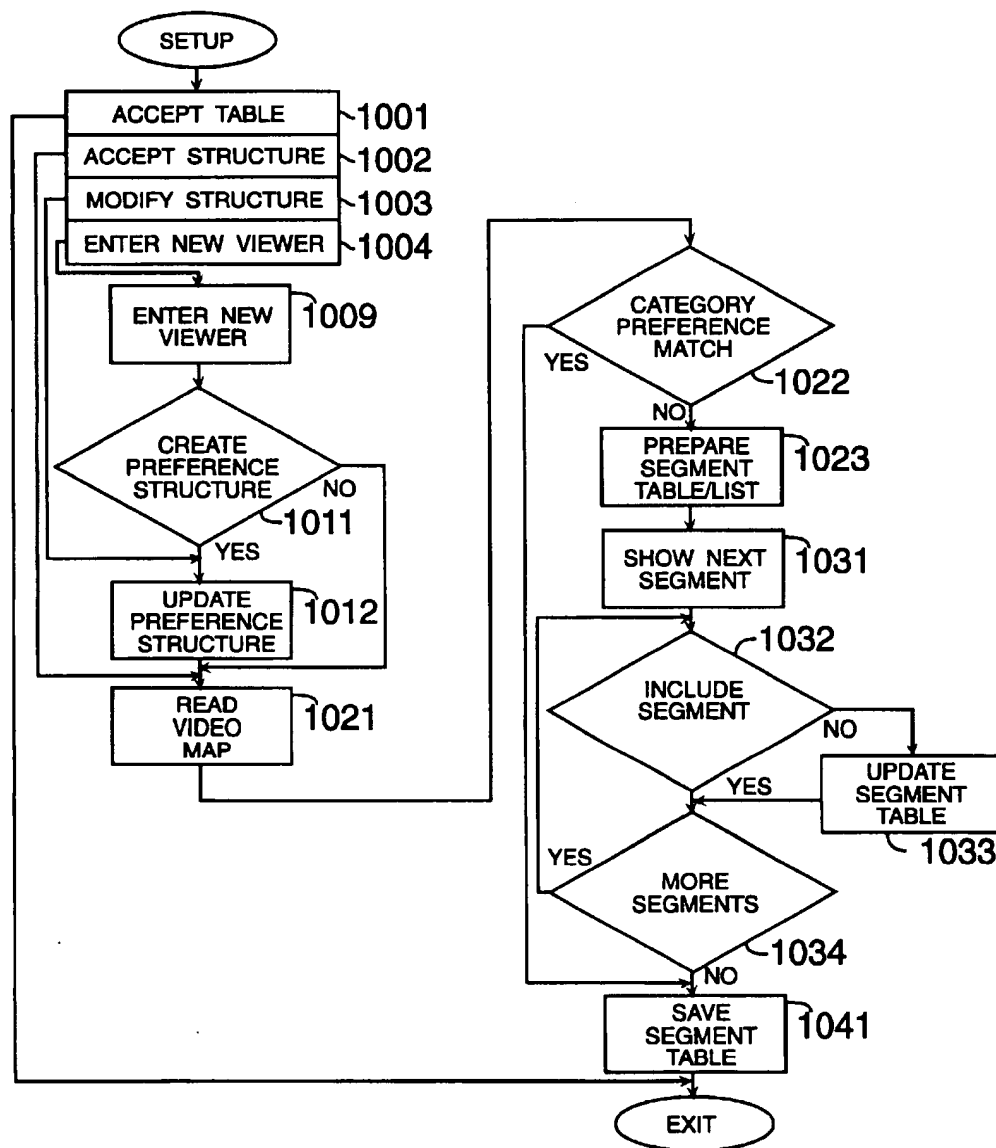 SETUP
ACCEPT TABLE
1001
ACCEPT STRUCTURE
1002
MODIFY STRUCTURE
1003
ENTER NEW VIEWER
1004
ENTER NEW
VIEWER
1009
CREATE
PREFERENCE
STRUCTURE
NO
1011
YES
UPDATE
PREFERENCE
STRUCTURE
1012
READ
VIDEO
MAP
1021
CATEGORY
PREFERENCE
MATCH
YES
1022
NO
PREPARE
SEGMENT
TABLE/LIST
1023
SHOW NEXT
SEGMENT
1031
1032
INCLUDE
SEGMENT
NO
YES
UPDATE
SEGMENT
TABLE
1033
YES
MORE
SEGMENTS
1034
NO
SAVE
SEGMENT
TABLE
1041
EXIT